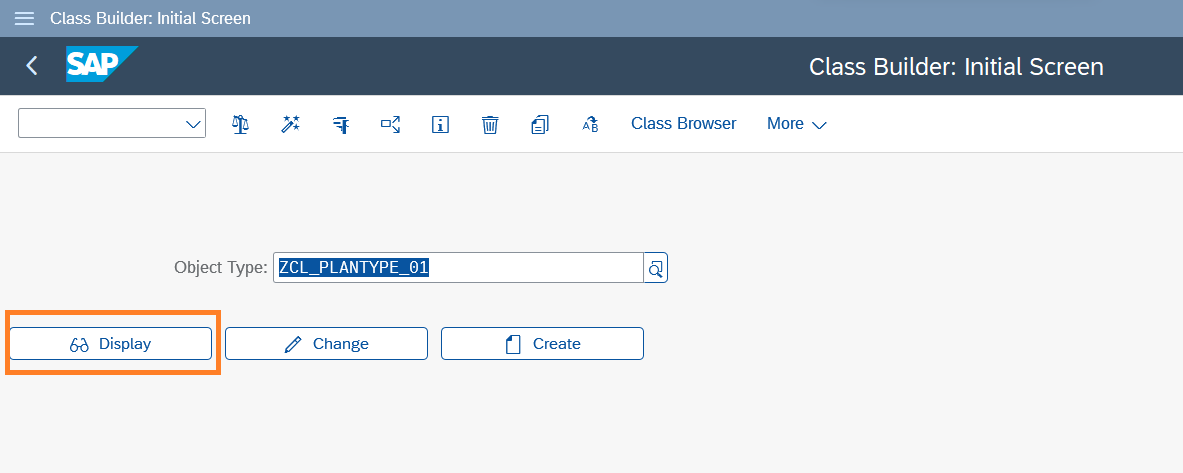 Class Builder: Initial Screen
SAP
Class Builder: Initial Screen
Class Browser More
Object Type: ZCL_PLANTYPE_01
Display Change Create